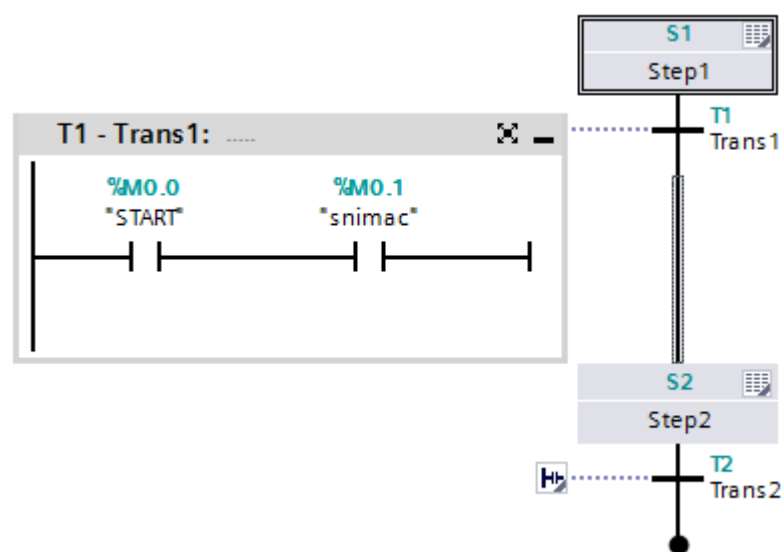 S1
Step1
T1
Trans1
T1 - Trans1: .....
%M0.0
"START"
%M0.1
"snimac"
S2
Step2
T2
Trans2